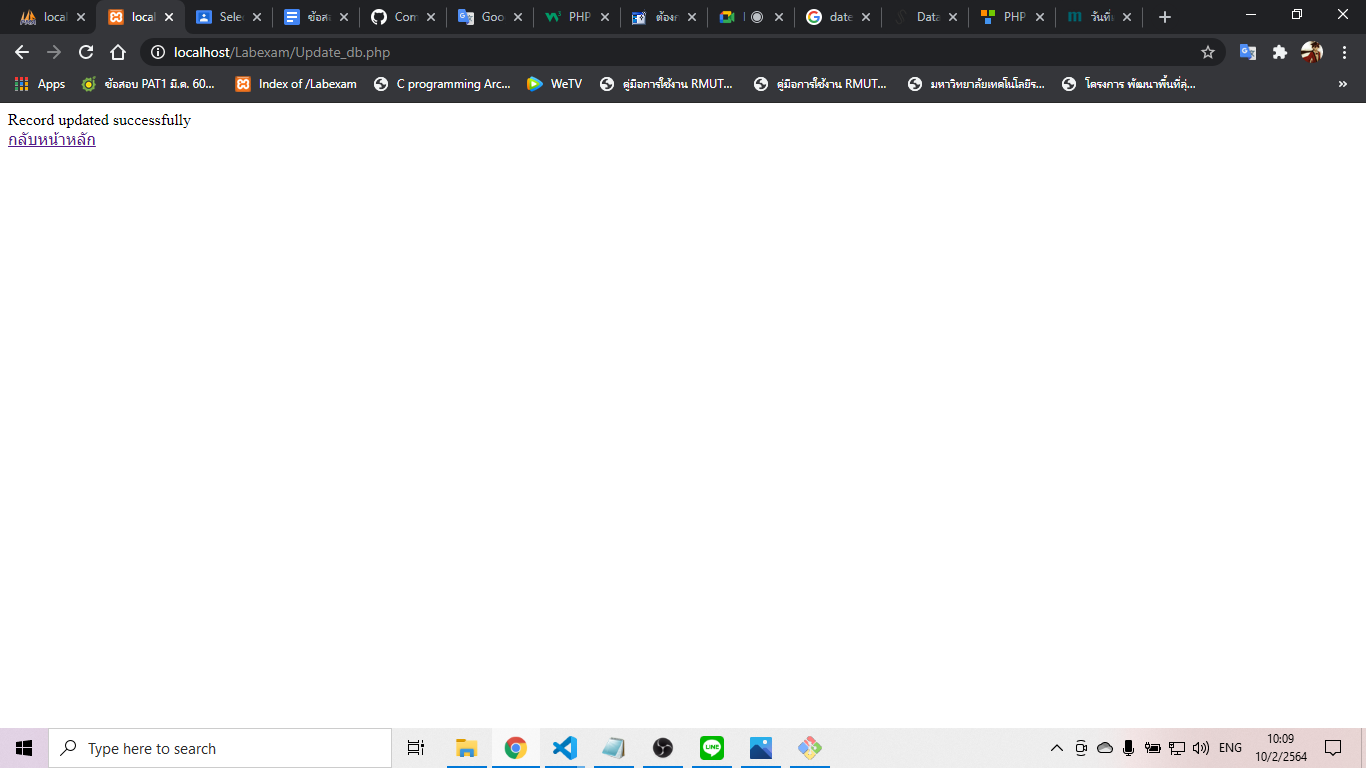 local
local
Selec
ข้อส
Com
Goo
PHP
ต้องก
date
Data
PHP
วันที่
localhost/Labexam/Update_db.php
Apps
ข้อสอบ PAT1 มี.ค. 60...
Index of /Labexam
C programming Arc...
WeTV
คู่มือการใช้งาน RMUT...
คู่มือการใช้งาน RMUT...
มหาวิทยาลัยเทคโนโลยีร...
โครงการ พัฒนาพื้นที่สุ่...
»
Record updated successfully
กลับหน้าหลัก
Type here to search
LINE
ENG
10:09
10/2/2564